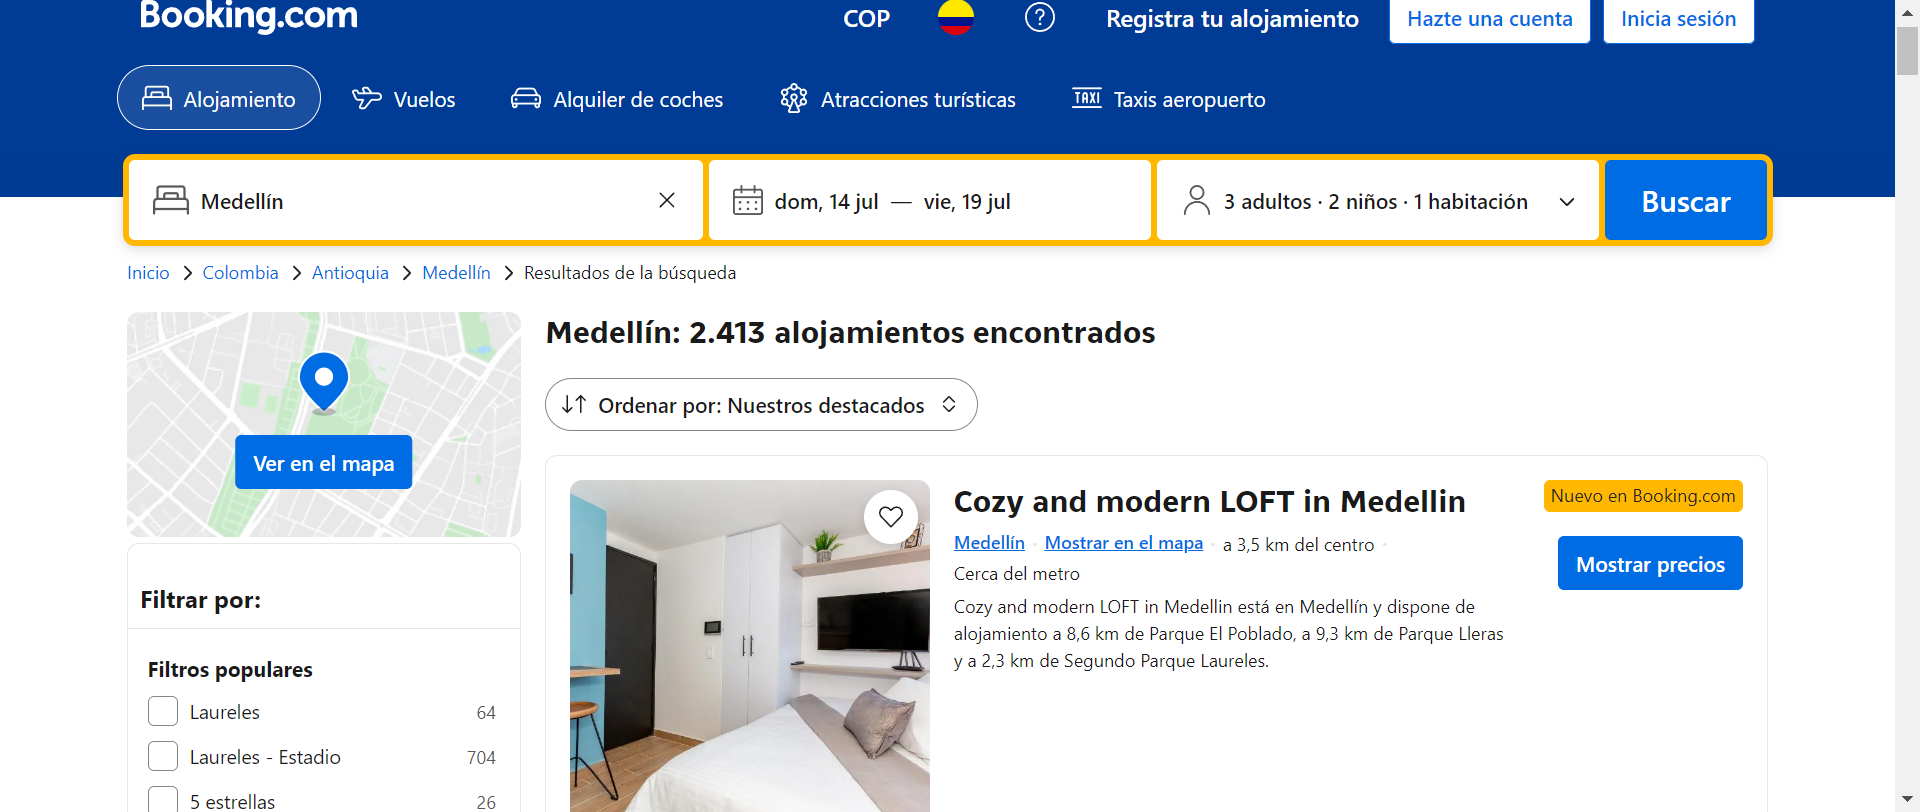 Booking.com
COP
Registra tu alojamiento
Hazte una cuenta
Inicia sesión
Alojamiento
Vuelos
Alquiler de coches
Atracciones turísticas
TAXI Taxis aeropuerto
Medellín
dom, 14 jul — vie, 19 jul
3 adultos · 2 niños · 1 habitación
Buscar
Inicio > Colombia > Antioquia > Medellín > Resultados de la búsqueda
Ver en el mapa
Filtrar por:
Filtros populares
Laureles 64
Laureles - Estadio 704
5 estrellas 26
Medellín: 2.413 alojamientos encontrados
Ordenar por: Nuestros destacados
Cozy and modern LOFT in Medellin
Nuevo en Booking.com
Medellín · Mostrar en el mapa · a 3,5 km del centro ·
Cerca del metro
Mostrar precios
Cozy and modern LOFT in Medellin está en Medellín y dispone de
alojamiento a 8,6 km de Parque El Poblado, a 9,3 km de Parque Lleras
y a 2,3 km de Segundo Parque Laureles.